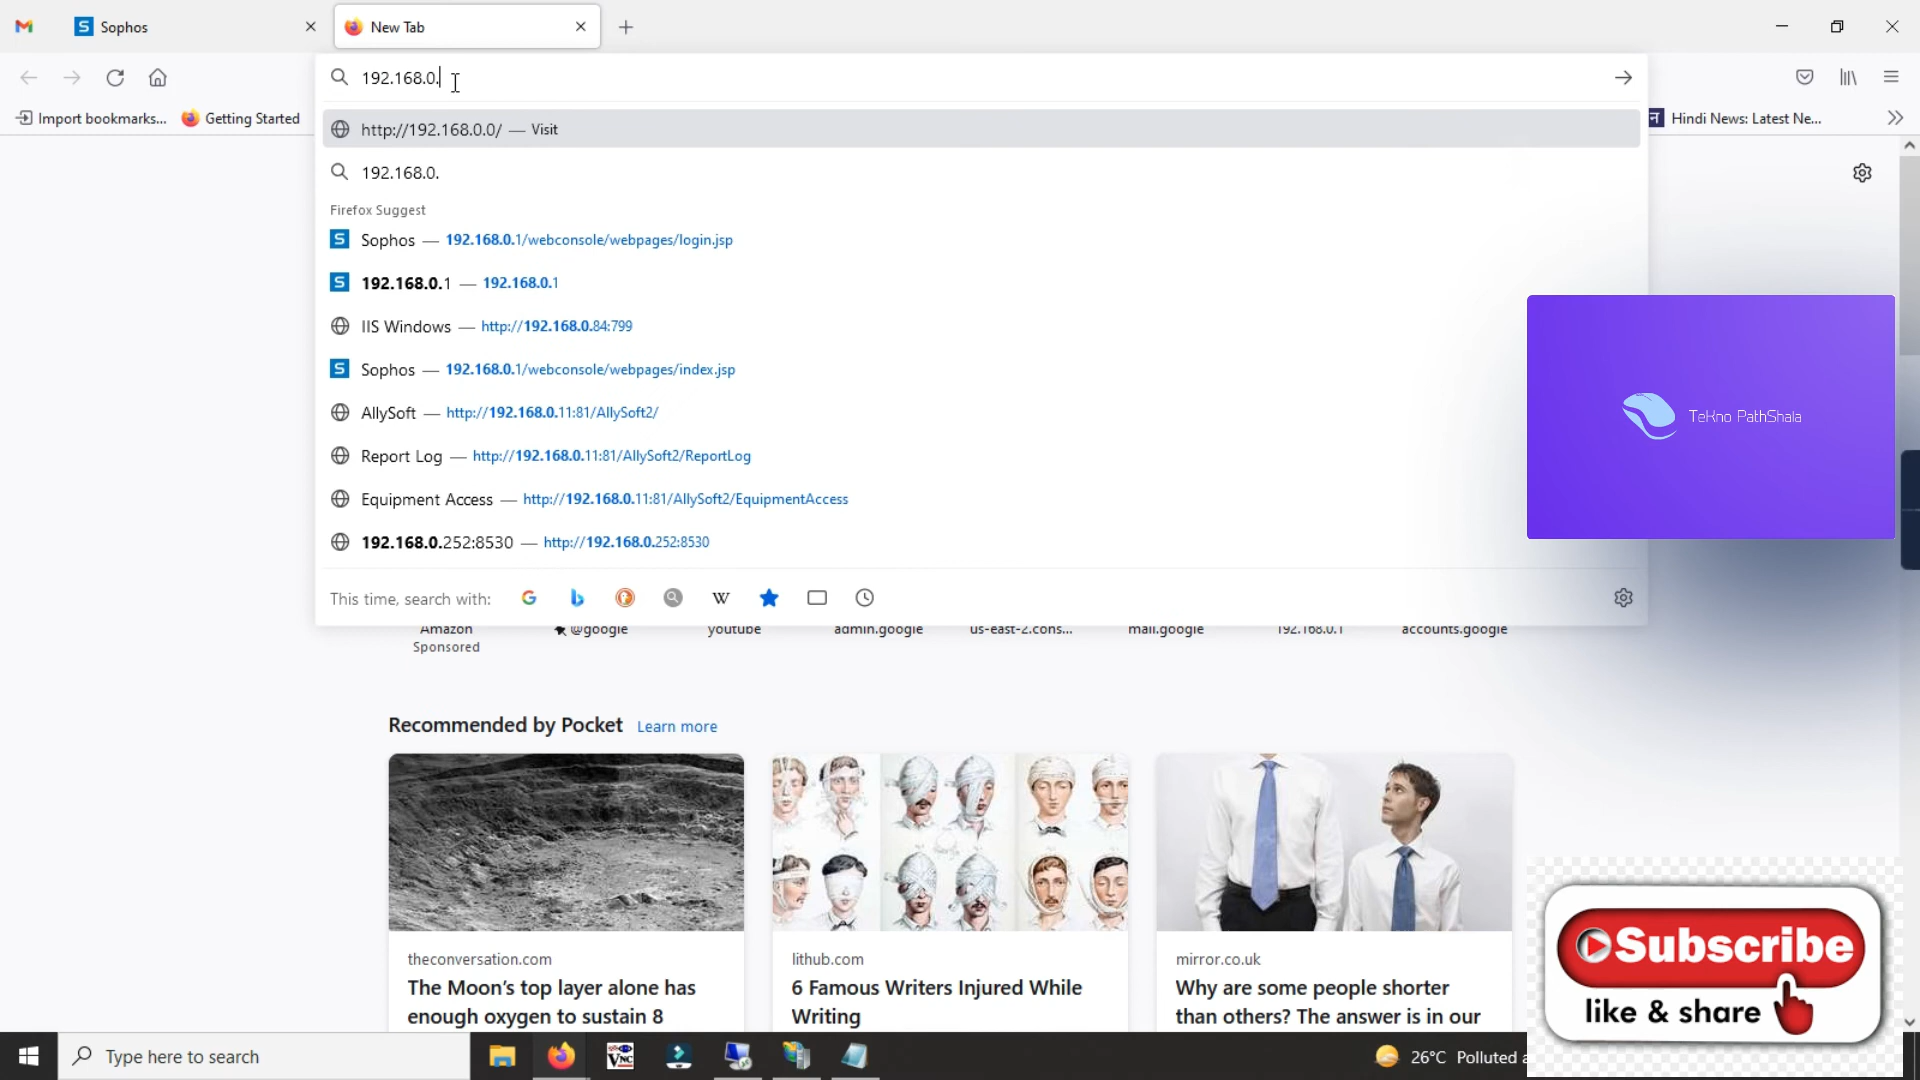 Sophos
New Tab
192.168.0.
Import bookmarks...
Getting Started
Hindi News: Latest Ne...
http://192.168.0.0/ — Visit
192.168.0.
Firefox Suggest
Sophos — 192.168.0.1/webconsole/webpages/login.jsp
192.168.0.1 — 192.168.0.1
IIS Windows — http://192.168.0.84:799
Sophos — 192.168.0.1/webconsole/webpages/index.jsp
AllySoft — http://192.168.0.11:81/AllySoft2/
Report Log — http://192.168.0.11:81/AllySoft2/ReportLog
Equipment Access — http://192.168.0.11:81/AllySoft2/EquipmentAccess
192.168.0.252:8530 — http://192.168.0.252:8530
TeKno PathShala
This time, search with:
Amazon
Sponsored
@google
youtube
admin.google
us-east-2.cons...
mail.google
192.168.0.1
accounts.google
Recommended by Pocket Learn more
theconversation.com
The Moon's top layer alone has
enough oxygen to sustain 8
lithub.com
6 Famous Writers Injured While
Writing
mirror.co.uk
Why are some people shorter
than others? The answer is in our
Subscribe
like & share
Type here to search
VNC
26°C Polluted a